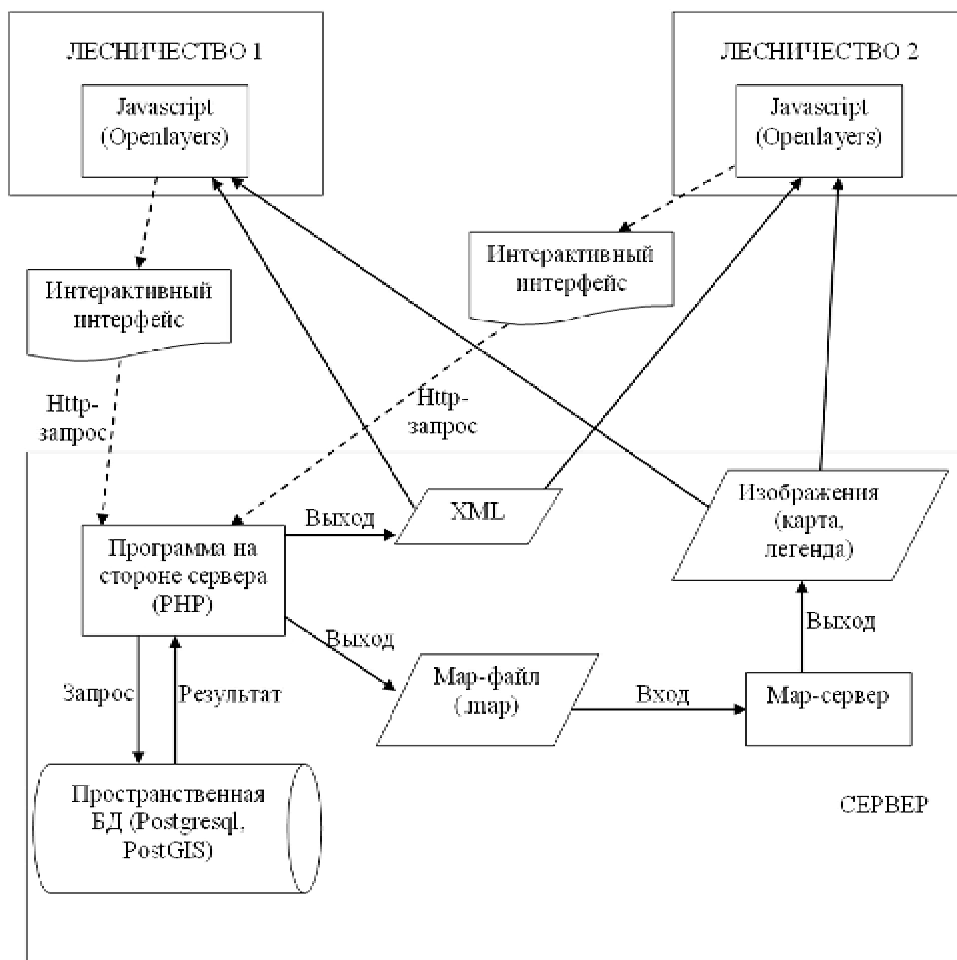 ЛЕСНИЧЕСТВО 1
Javascript
(Openlayers)
ЛЕСНИЧЕСТВО 2
Javascript
(Openlayers)
Интерактивный
интерфейс
Интерактивный
интерфейс
Http-
запрос
Http-
запрос
Программа на
стороне сервера
(PHP)
Выход
XML
Изображения
(карта,
легенда)
Выход
Мар-файл
(.map)
Вход
Мар-сервер
Выход
Запрос
Результат
Пространственная
БД (Postgresql,
PostGIS)
СЕРВЕР